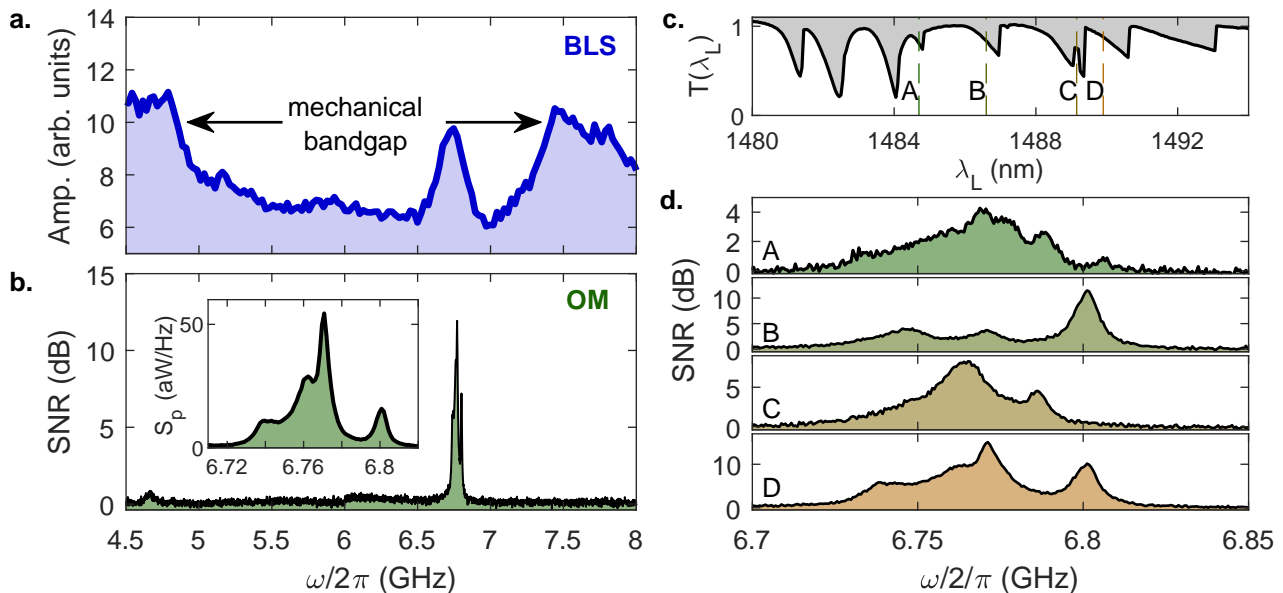 a.
BLS
mechanical
bandgap
Amp. (arb. units)
14
12
10
8
6
b.
OM
SNR (dB)
15
10
5
0
S_p (aW/Hz)
50
0
6.72 6.76 6.8
4.5 5 5.5 6 6.5 7 7.5 8
ω/2π (GHz)
c.
T(λ_L)
1
0
A B C D
1480 1484 1488 1492
λ_L (nm)
d.
SNR (dB)
A
4
2
0
B
10
5
0
C
5
0
D
10
0
6.7 6.75 6.8 6.85
ω/2/π (GHz)